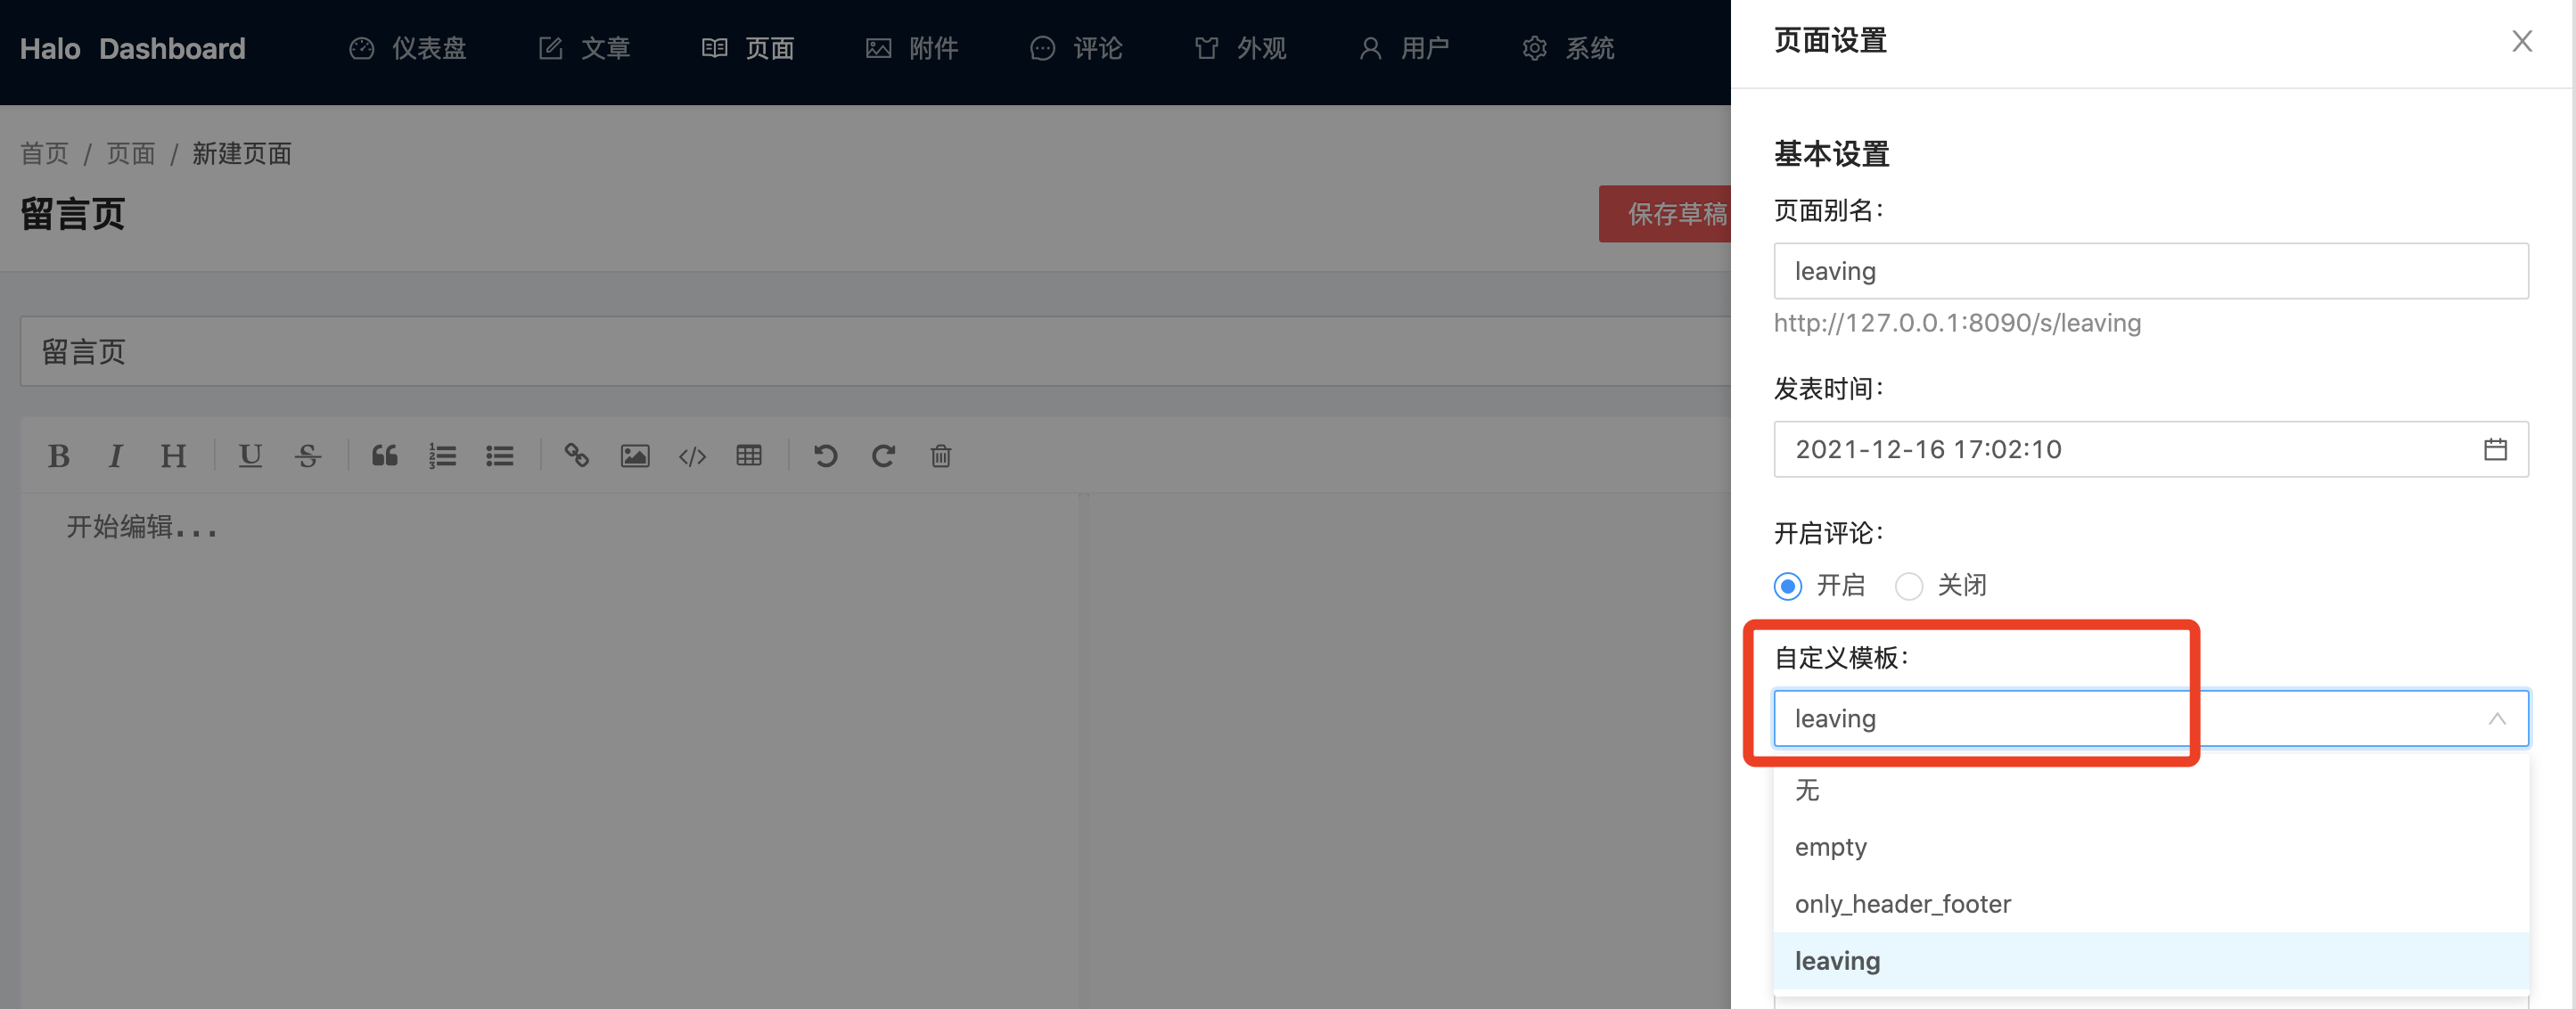 Halo Dashboard 仪表盘 文章 页面 附件 评论 外观 用户 系统
首页 / 页面 / 新建页面
留言页
保存草稿
留言页
B I H U S
开始编辑...
页面设置
基本设置
页面别名：
leaving
http://127.0.0.1:8090/s/leaving
发表时间：
2021-12-16 17:02:10
开启评论：
开启 关闭
自定义模板：
leaving
无
empty
only_header_footer
leaving